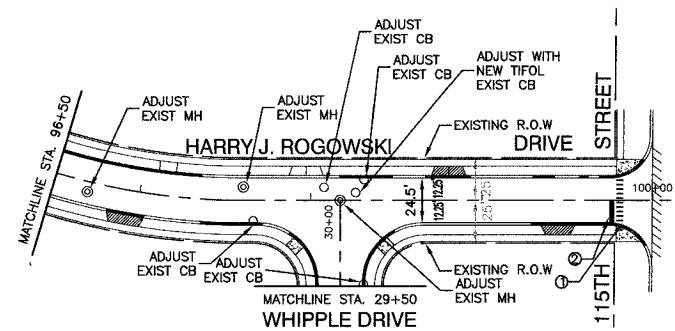 ADJUST
EXIST CB
ADJUST
EXIST CB
ADJUST WITH
NEW TIFOL
EXIST CB
ADJUST
EXIST MH
ADJUST
EXIST MH
EXISTING R.O.W
HARRY J. ROGOWSKI DRIVE
STREET
MATCHLINE STA. 96+50
24.5'
12.25' 12.25'
25' 25'
100+00
30+00
ADJUST
EXIST CB
ADJUST
EXIST CB
EXISTING R.O.W
ADJUST
EXIST MH
2
1
115TH
MATCHLINE STA. 29+50
WHIPPLE DRIVE